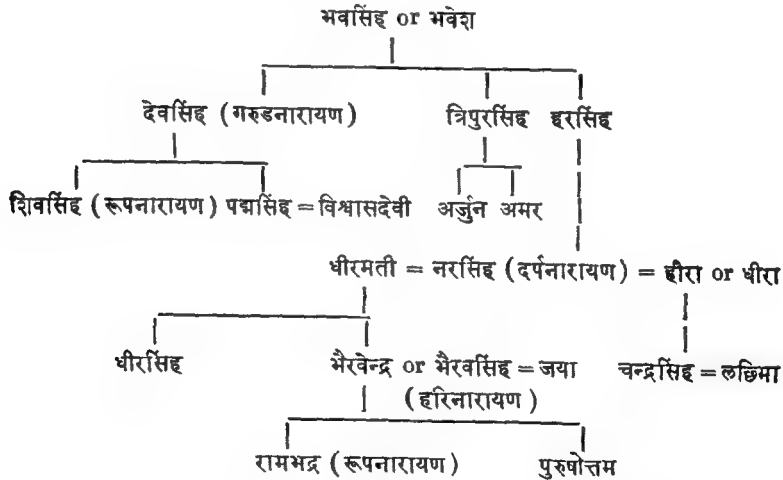 भवसिंह or भवेश
देवसिंह (गरुडनारायण) त्रिपुरसिंह हरसिंह
शिवसिंह (रूपनारायण) पद्मसिंह = विश्वासदेवी अर्जुन अमर
धीरमती = नरसिंह (दर्पनारायण) = हीरा or धीरा
धीरसिंह भैरवेन्द्र or भैरवसिंह = जया चन्द्रसिंह = लछिमा
(हरिनारायण)
रामभद्र (रूपनारायण) पुरुषोत्तम